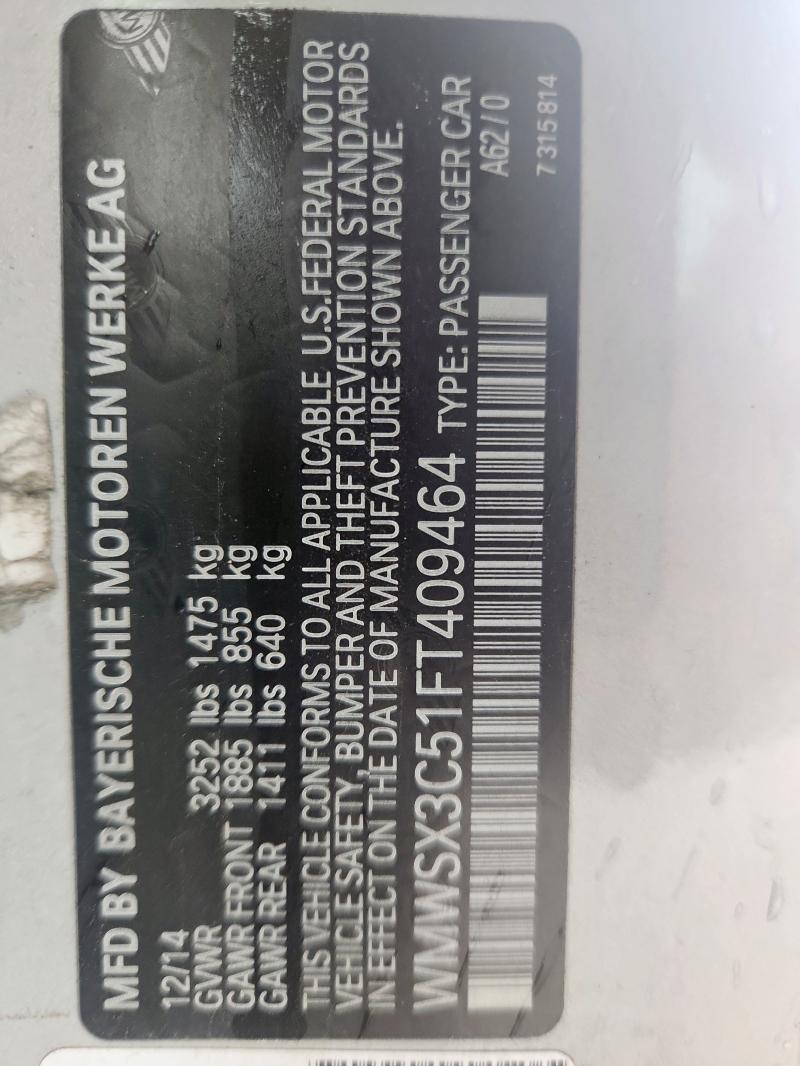 MFD BY BAYERISCHE MOTOREN WERKE AG
12/14
GVWR 3252 lbs 1475 kg
GAWR FRONT 1885 lbs 855 kg
GAWR REAR 1411 lbs 640 kg
THIS VEHICLE CONFORMS TO ALL APPLICABLE U.S.FEDERAL MOTOR
VEHICLE SAFETY, BUMPER AND THEFT PREVENTION STANDARDS
IN EFFECT ON THE DATE OF MANUFACTURE SHOWN ABOVE.
WMWSX3C51FT409464 TYPE: PASSENGER CAR
A62/0
7 315 814